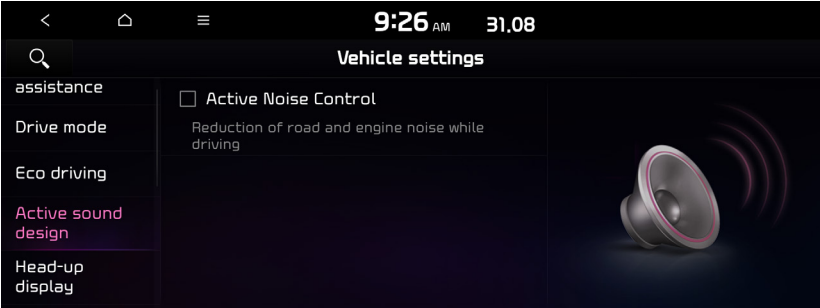 9:26 AM 31.08
Vehicle settings
assistance
Drive mode
Eco driving
Active sound
design
Head-up
display
Active Noise Control
Reduction of road and engine noise while
driving